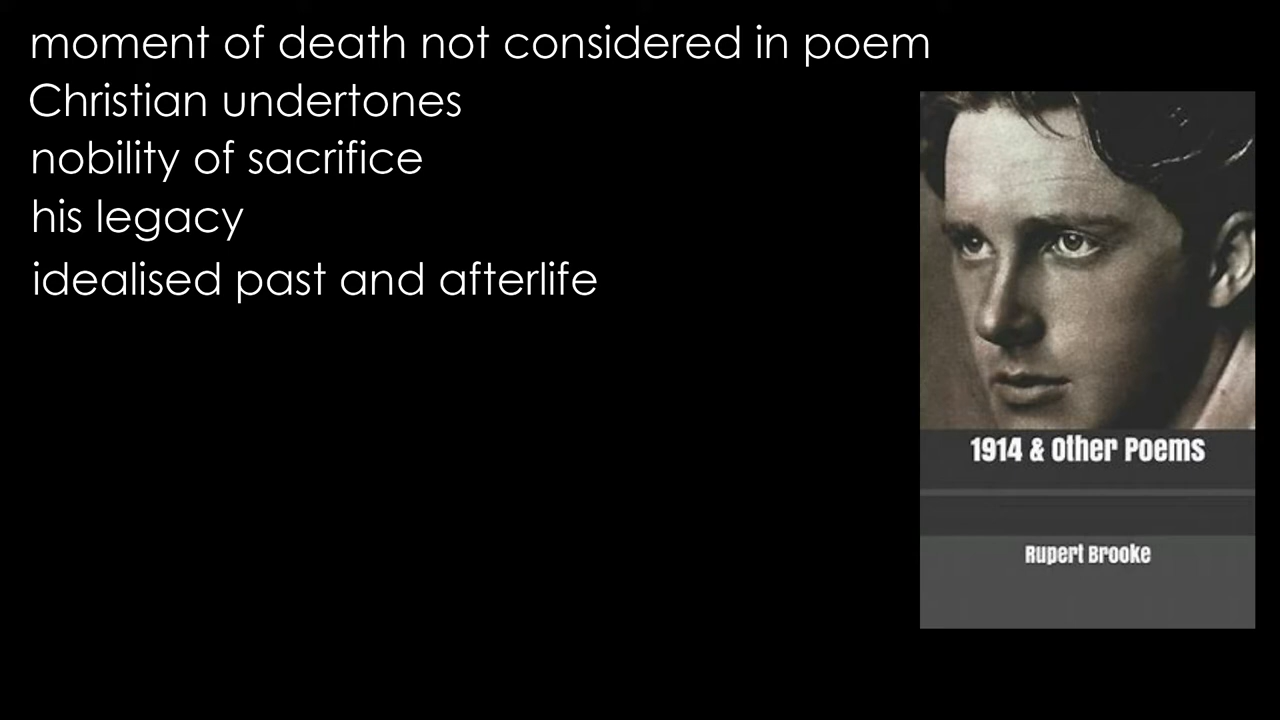 moment of death not considered in poem
Christian undertones
nobility of sacrifice
his legacy
idealised past and afterlife
1914 & Other Poems
Rupert Brooke